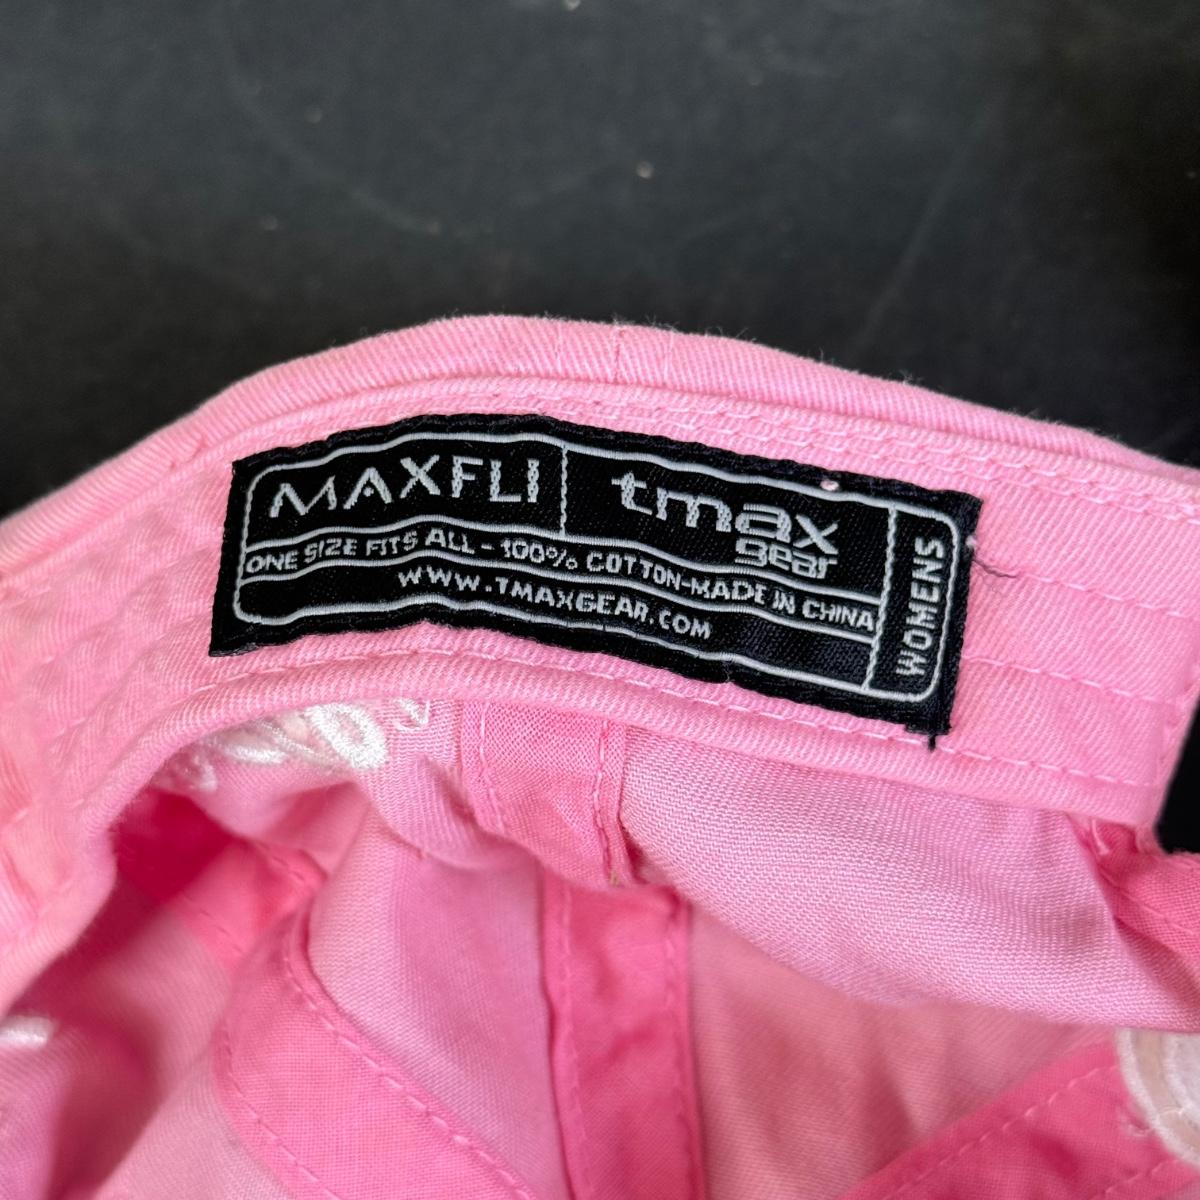 MAXFLI
tmax
gear
ONE SIZE FITS ALL - 100% COTTON-MADE IN CHINA
WWW.TMAXGEAR.COM
WOMENS